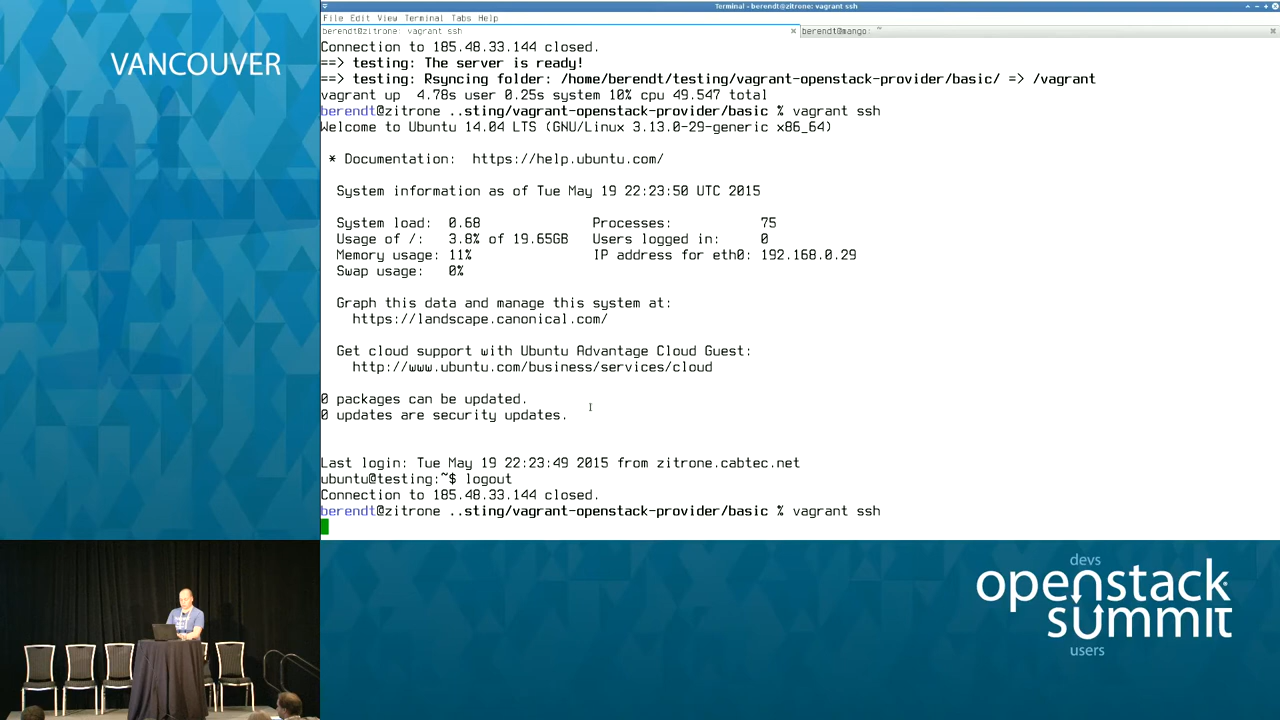 VANCOUVER
Terminal - berendt@zitrone: vagrant ssh
File Edit View Terminal Tabs Help
berendt@zitrone: vagrant ssh
berendt@mango: ~
Connection to 185.48.33.144 closed.
==> testing: The server is ready!
==> testing: Rsyncing folder: /home/berendt/testing/vagrant-openstack-provider/basic/ => /vagrant
vagrant up  4.78s user 0.25s system 10% cpu 49.547 total
berendt@zitrone ..sting/vagrant-openstack-provider/basic % vagrant ssh
Welcome to Ubuntu 14.04 LTS (GNU/Linux 3.13.0-29-generic x86_64)
* Documentation:  https://help.ubuntu.com/
System information as of Tue May 19 22:23:50 UTC 2015
System load:  0.68 Processes: 75
Usage of /:  3.8% of 19.65GB Users logged in: 0
Memory usage: 11% IP address for eth0: 192.168.0.29
Swap usage:  0%
Graph this data and manage this system at:
https://landscape.canonical.com/
Get cloud support with Ubuntu Advantage Cloud Guest:
http://www.ubuntu.com/business/services/cloud
0 packages can be updated.
0 updates are security updates.
Last login: Tue May 19 22:23:49 2015 from zitrone.cabtec.net
ubuntu@testing:~$ logout
Connection to 185.48.33.144 closed.
berendt@zitrone ..sting/vagrant-openstack-provider/basic % vagrant ssh
devs
openstack
summit
users